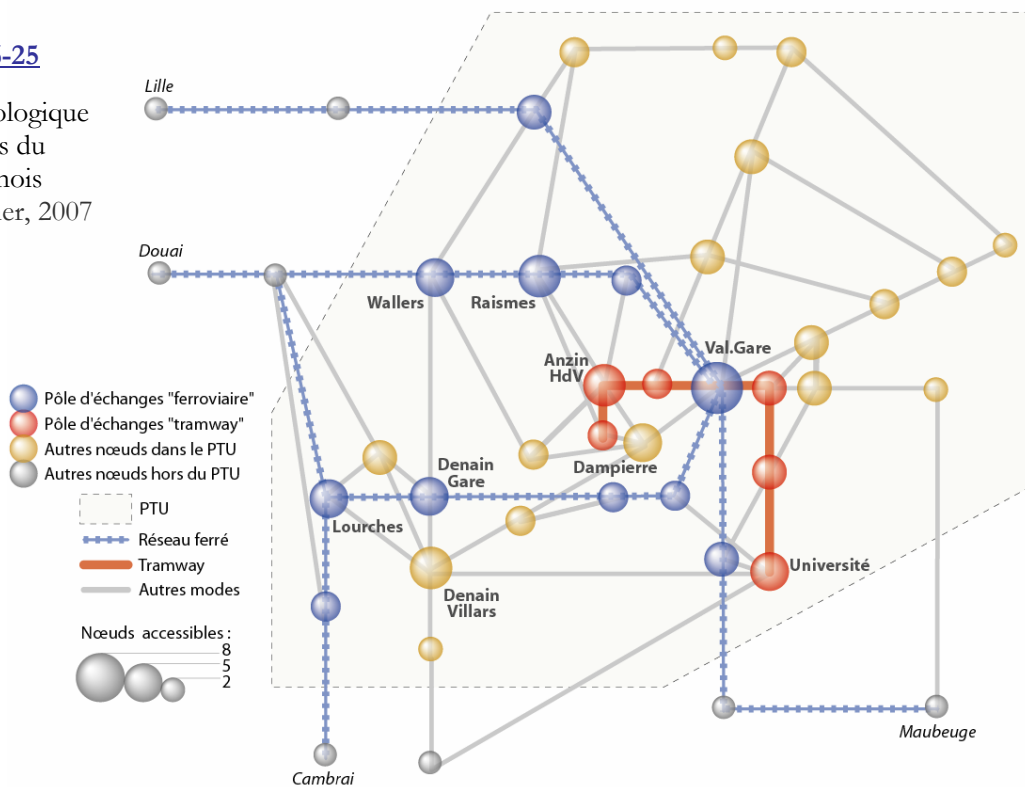 -25
ologique
s du
nois
er, 2007
Lille
Douai
Wallers
Raismes
Val.Gare
Anzin
HdV
Dampierre
Denain
Gare
Lourches
Université
Denain
Villars
Maubeuge
Cambrai
Pôle d'échanges "ferroviaire"
Pôle d'échanges "tramway"
Autres nœuds dans le PTU
Autres nœuds hors du PTU
PTU
Réseau ferré
Tramway
Autres modes
Nœuds accessibles :
8
5
2